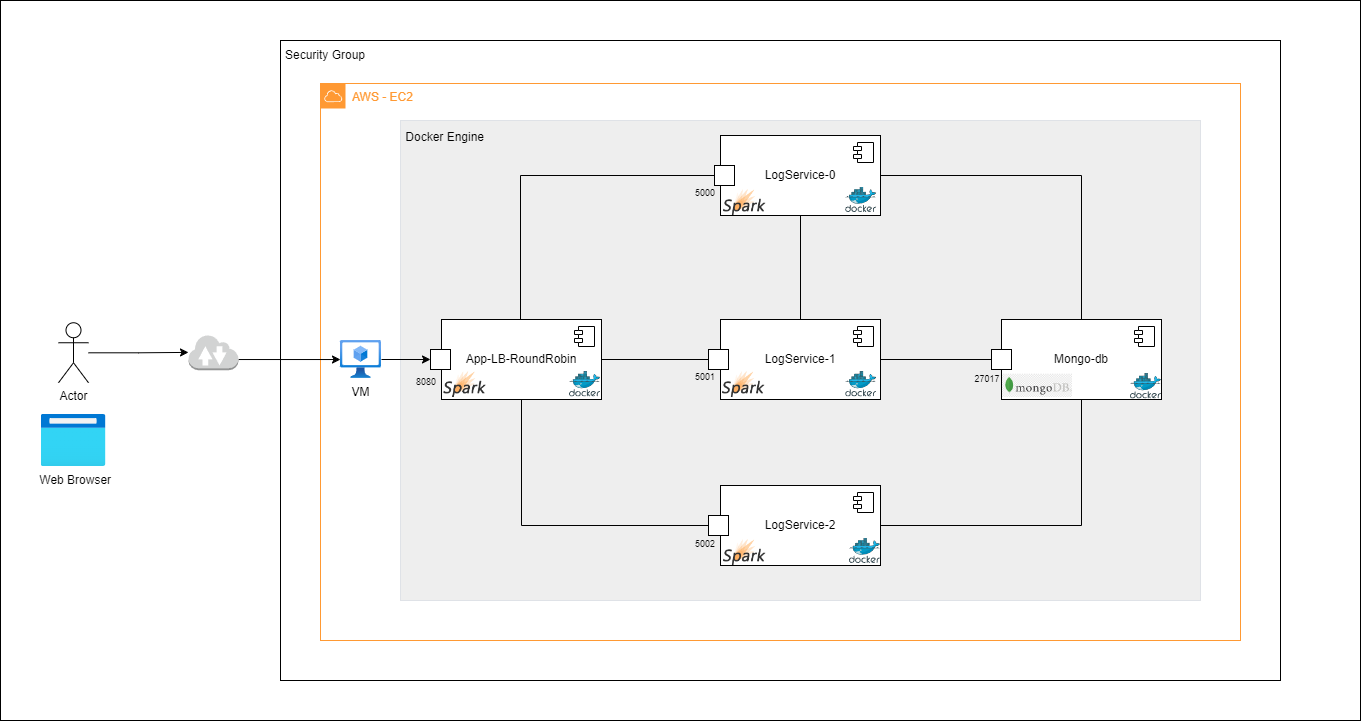 Security Group
AWS - EC2
Docker Engine
LogService-0
5000
Spark
docker
Actor
Web Browser
VM
App-LB-RoundRobin
8080
Spark
docker
LogService-1
5001
Spark
docker
Mongo-db
27017
mongoDB
docker
LogService-2
5002
Spark
docker